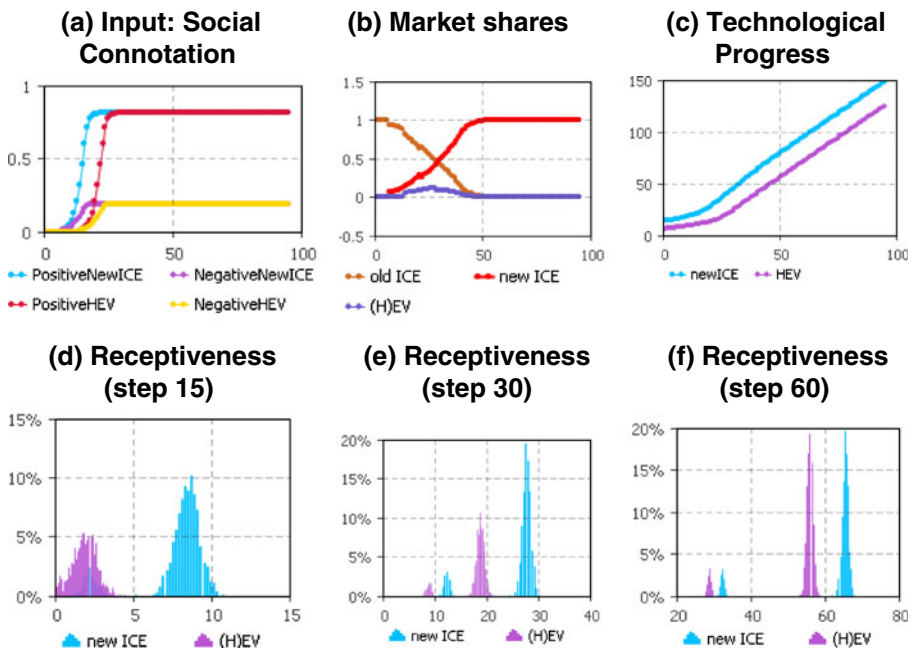 (a) Input: Social
Connotation
1
0.5
0
0 50 100
PositiveNewICE NegativeNewICE
PositiveHEV NegativeHEV
(b) Market shares
1.5
1
0.5
0
-0.5
0 50 100
old ICE new ICE
(H)EV
(c) Technological
Progress
150
100
50
0
0 50 100
newICE HEV
(d) Receptiveness
(step 15)
15%
10%
5%
0%
0 5 10 15
new ICE (H)EV
(e) Receptiveness
(step 30)
20%
15%
10%
5%
0%
0 10 20 30 40
new ICE (H)EV
(f) Receptiveness
(step 60)
20%
15%
10%
5%
0%
20 40 60 80
new ICE (H)EV